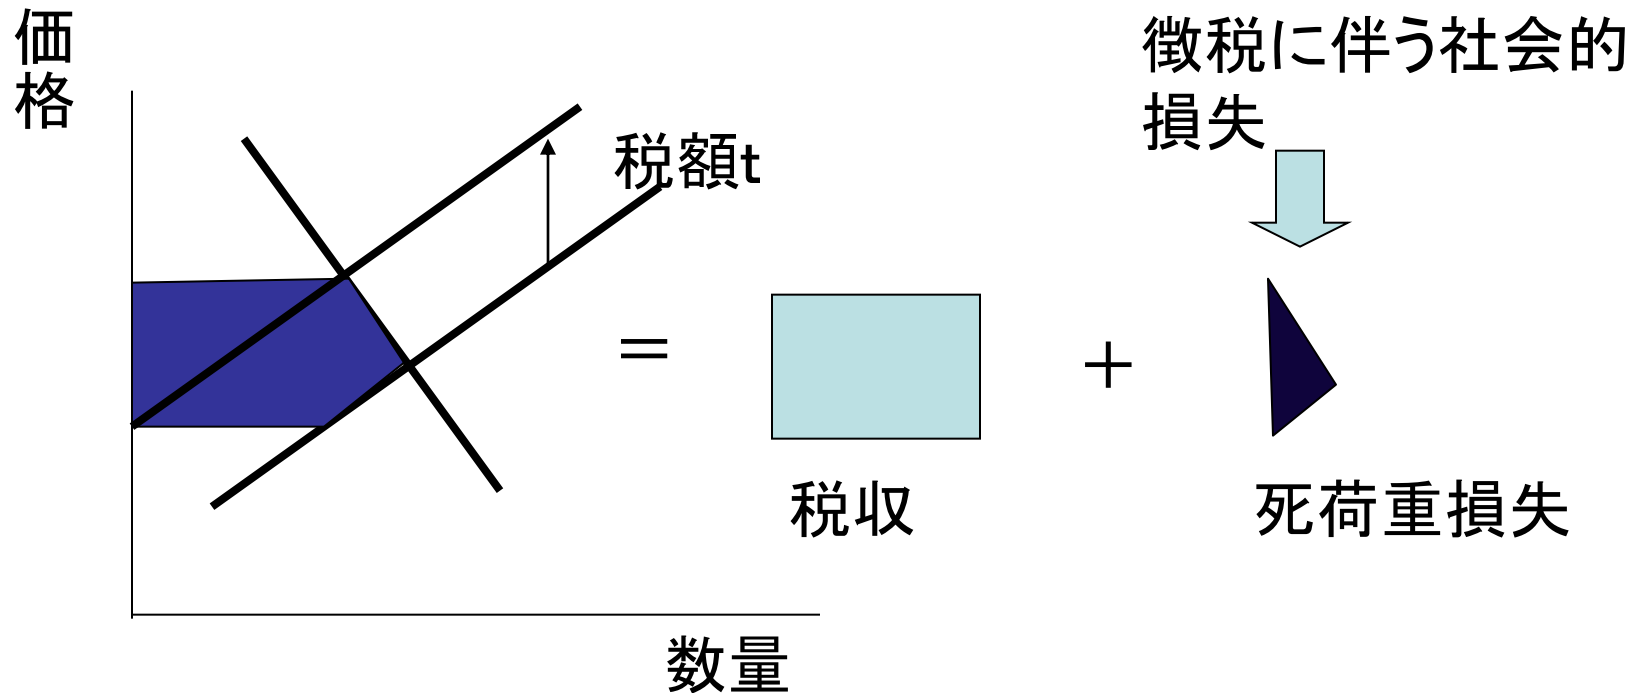 価格
徴税に伴う社会的
損失
税額t
＝
＋
税収
死荷重損失
数量